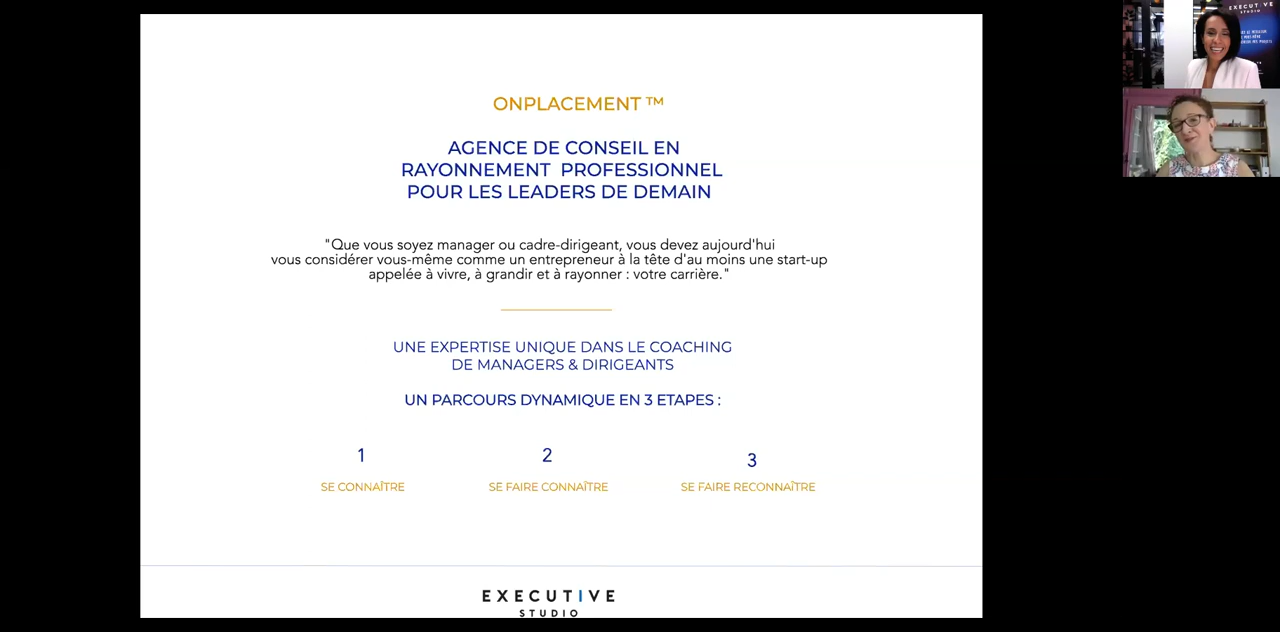 ONPLACEMENT ™
AGENCE DE CONSEIL EN
RAYONNEMENT PROFESSIONNEL
POUR LES LEADERS DE DEMAIN
"Que vous soyez manager ou cadre-dirigeant, vous devez aujourd'hui
vous considérer vous-même comme un entrepreneur à la tête d'au moins une start-up
appelée à vivre, à grandir et à rayonner : votre carrière."
UNE EXPERTISE UNIQUE DANS LE COACHING
DE MANAGERS & DIRIGEANTS
UN PARCOURS DYNAMIQUE EN 3 ETAPES :
1
SE CONNAÎTRE
2
SE FAIRE CONNAÎTRE
3
SE FAIRE RECONNAÎTRE
EXECUTIVE
STUDIO
EXECUTIVE
STUDIO